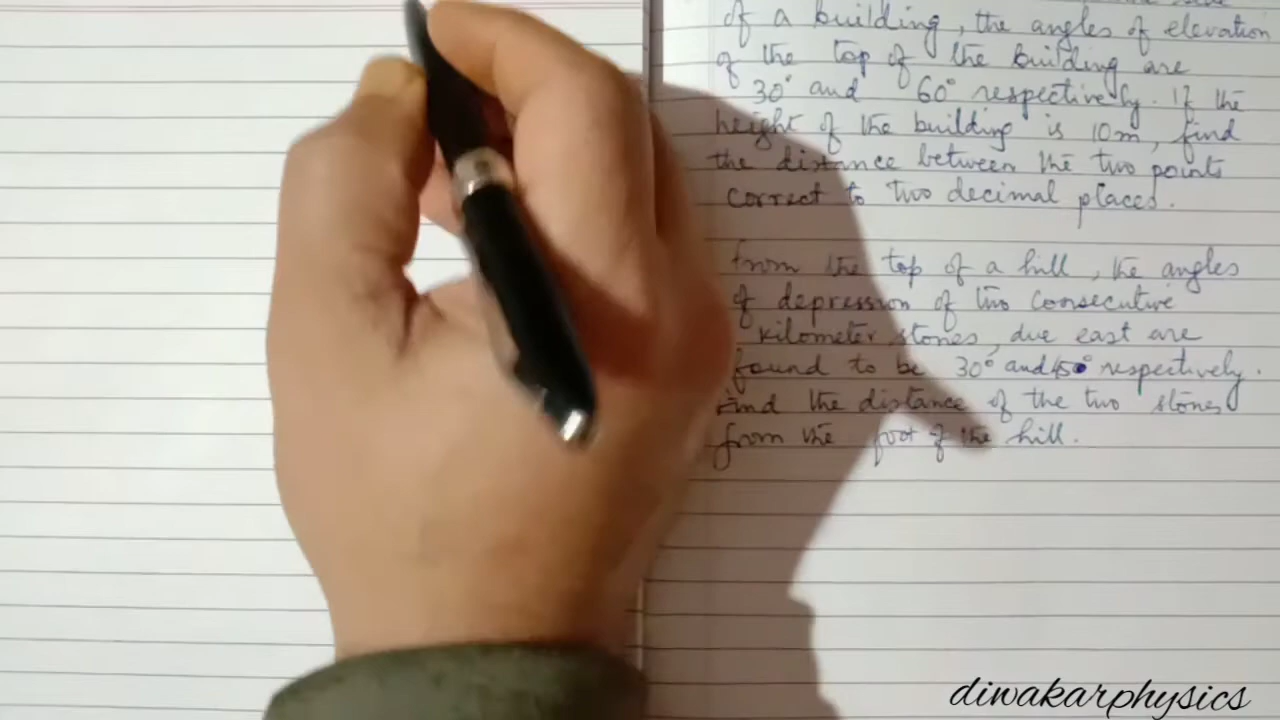 of a building, the angles of elevation
of the top of the building are
30° and 60° respectively. If the
height of the building is 10m, find
the distance between the two points
correct to two decimal places.
from the top of a hill, the angles
of depression of two consecutive
kilometer stones, due east are
found to be 30° and 45° respectively.
Find the distance of the two stones
from the foot of the hill.
diwakarphysics